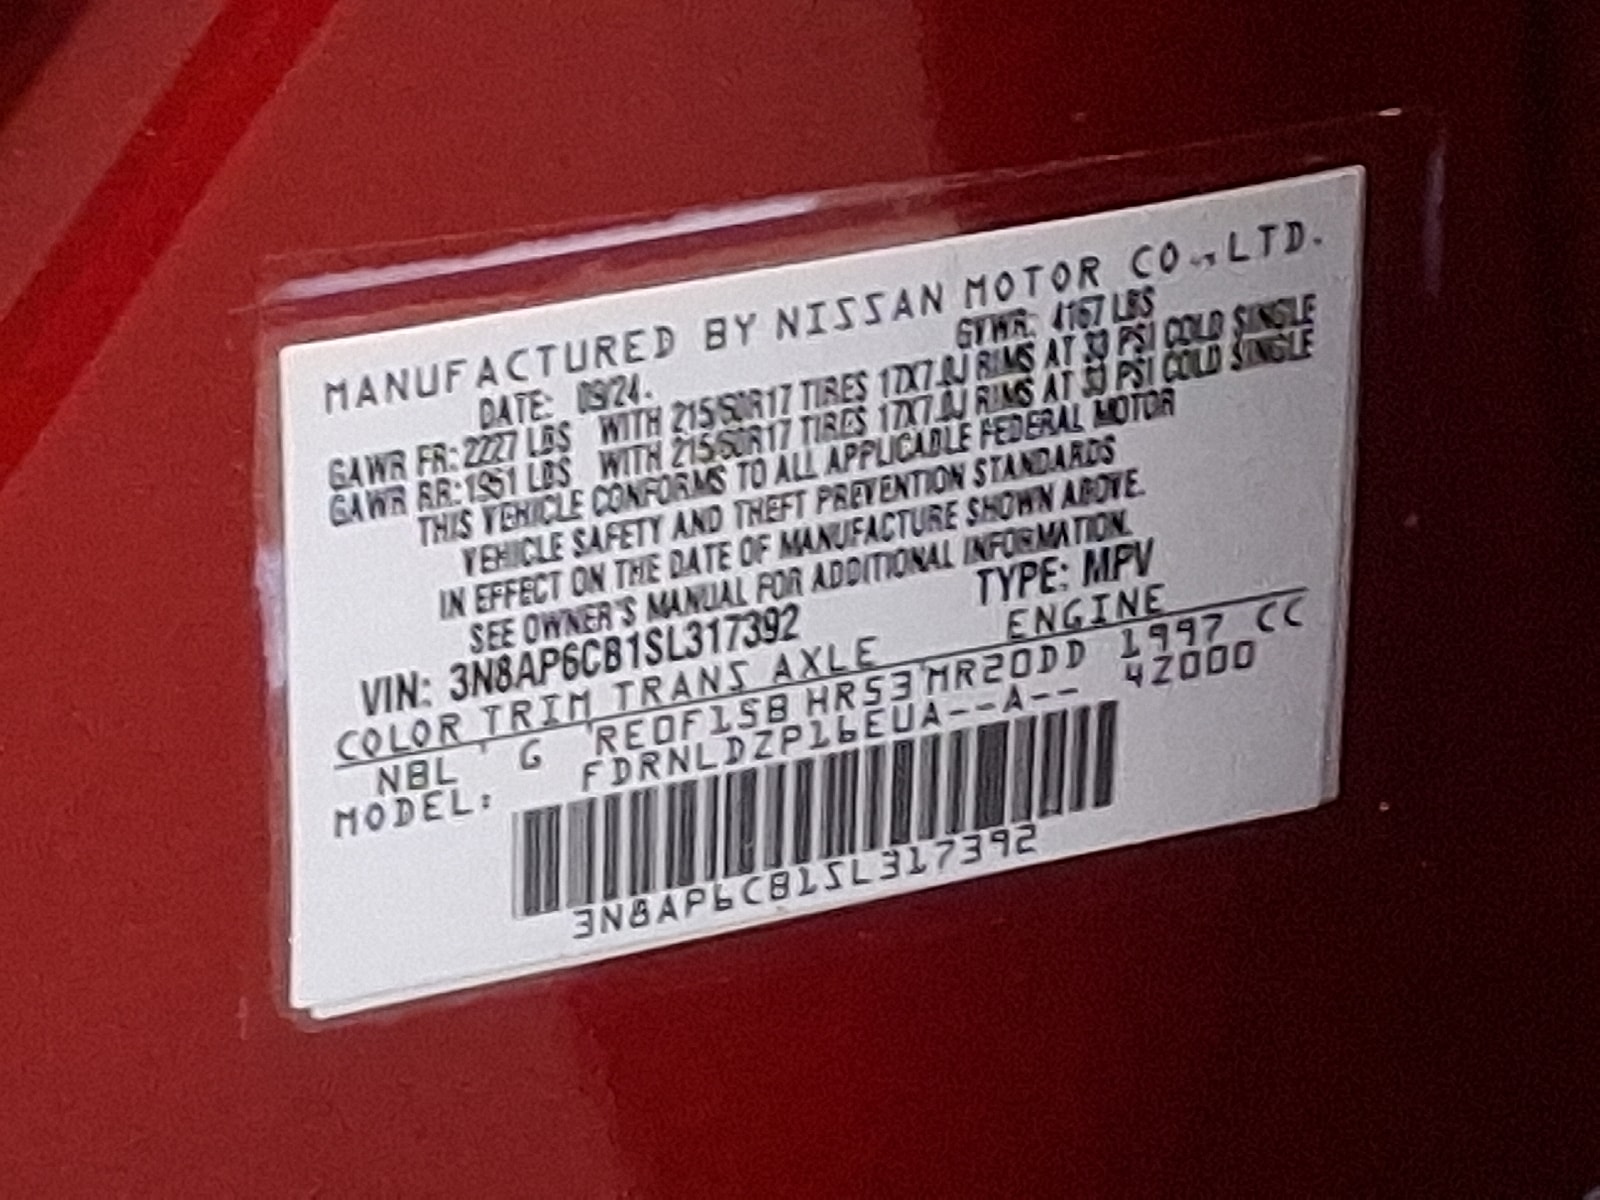 MANUFACTURED BY NISSAN MOTOR CO., LTD.
DATE: 09/24. GVWR: 4167 LBS
GAWR FR: 2227 LBS WITH 215/60R17 TIRES 17X7.0J RIMS AT 33 PSI COLD SINGLE
GAWR RR: 1951 LBS WITH 215/60R17 TIRES 17X7.0J RIMS AT 33 PSI COLD SINGLE
THIS VEHICLE CONFORMS TO ALL APPLICABLE FEDERAL MOTOR
VEHICLE SAFETY AND THEFT PREVENTION STANDARDS
IN EFFECT ON THE DATE OF MANUFACTURE SHOWN ABOVE.
SEE OWNER'S MANUAL FOR ADDITIONAL INFORMATION.
VIN: 3N8AP6CB1SL317392 TYPE: MPV
COLOR TRIM TRANS AXLE ENGINE
NBL G RE0F15B HR53 MR20DD 1997 CC
MODEL: FDRNLDZP16EUA--A-- 4Z000
3N8AP6CB1SL317392